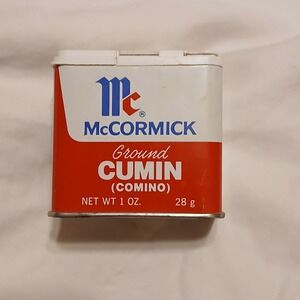 Mc®
McCORMICK
Ground
CUMIN
(COMINO)
NET WT 1 OZ. 28 g